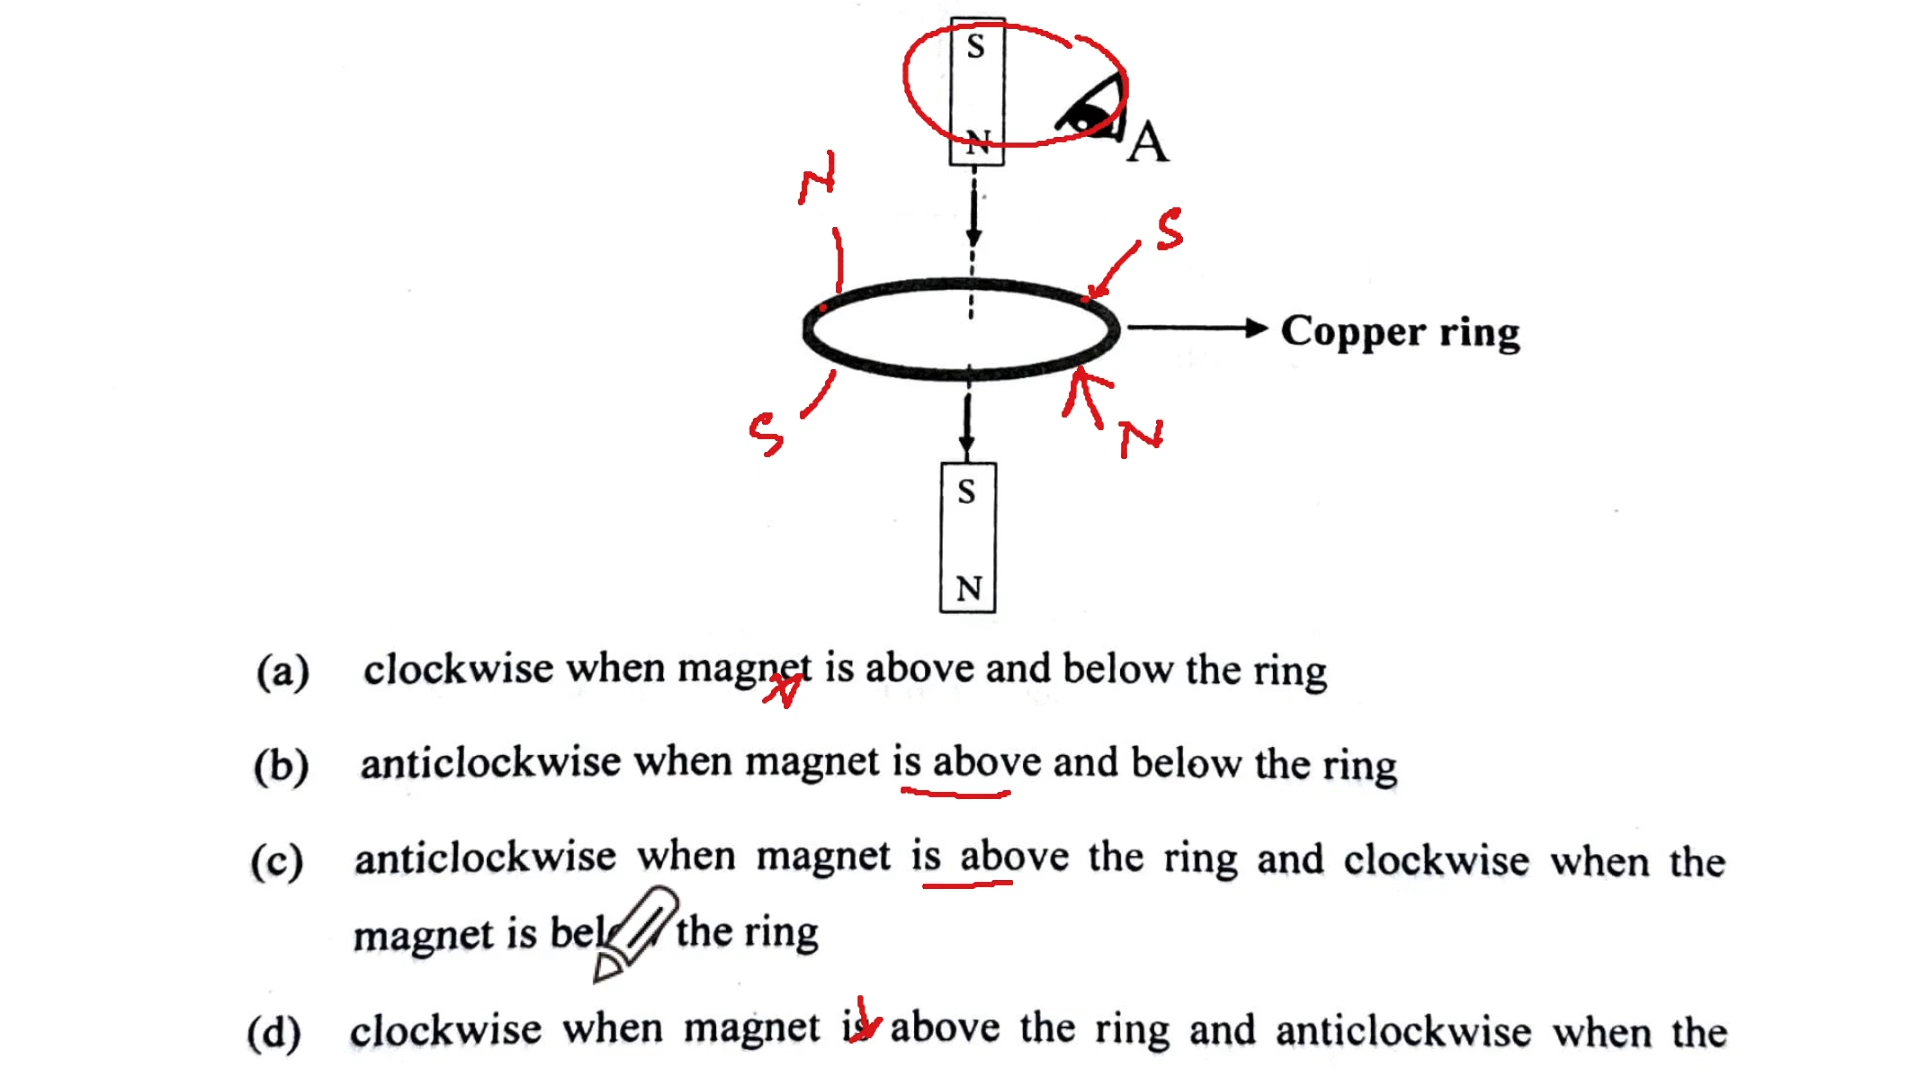 S
N
A
N
S
Copper ring
S
N
S
N
(a) clockwise when magnet is above and below the ring
(b) anticlockwise when magnet is above and below the ring
(c) anticlockwise when magnet is above the ring and clockwise when the
magnet is the ring
(d) clockwise when magnet is above the ring and anticlockwise when the